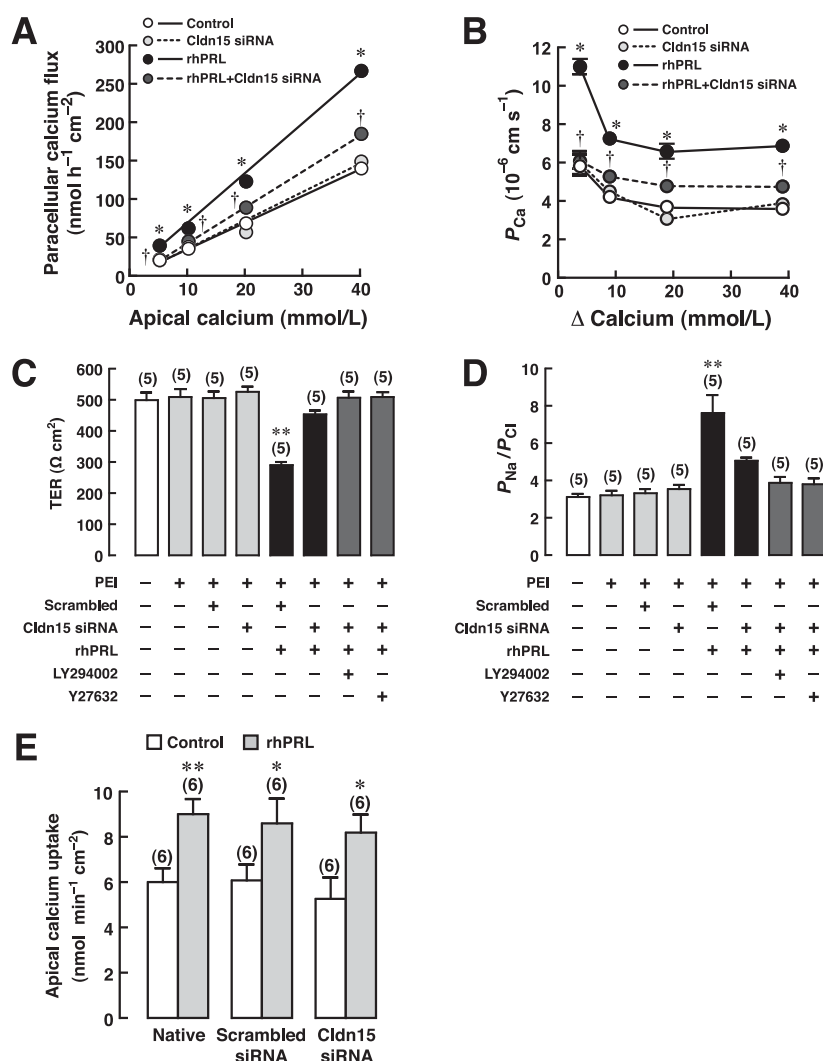 A
Control
Cldn15 siRNA
rhPRL
rhPRL+Cldn15 siRNA
Paracellular calcium flux
(nmol h⁻¹ cm⁻²)
300
250
200
150
100
50
0
* * * *
† † † †
0 10 20 30 40
Apical calcium (mmol/L)
B
Control
Cldn15 siRNA
rhPRL
rhPRL+Cldn15 siRNA
P_Ca (10⁻⁶ cm s⁻¹)
12
10
8
6
4
2
0
* * * *
† † † †
0 10 20 30 40
Δ Calcium (mmol/L)
C
TER (Ω cm²)
600
500
400
300
200
100
0
**
(5) (5) (5) (5) (5) (5) (5) (5)
PEI – + + + + + + +
Scrambled – – + – + – – –
Cldn15 siRNA – – – + – + + +
rhPRL – – – – + + + +
LY294002 – – – – – – + –
Y27632 – – – – – – – +
D
P_Na/P_Cl
10
8
6
4
2
0
**
(5) (5) (5) (5) (5) (5) (5) (5)
PEI – + + + + + + +
Scrambled – – + – + – – –
Cldn15 siRNA – – – + – + + +
rhPRL – – – – + + + +
LY294002 – – – – – – + –
Y27632 – – – – – – – +
E
Control rhPRL
Apical calcium uptake
(nmol min⁻¹ cm⁻²)
10
8
6
4
2
0
** * *
(6) (6) (6) (6) (6) (6)
Native Scrambled siRNA Cldn15 siRNA